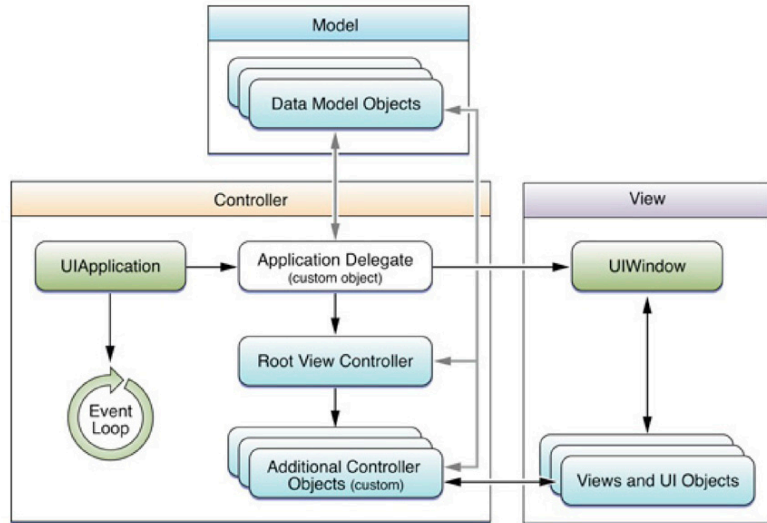 Model
Data Model Objects
Controller
View
UIApplication
Application Delegate
(custom object)
UIWindow
Root View Controller
Event
Loop
Additional Controller
Objects (custom)
Views and UI Objects